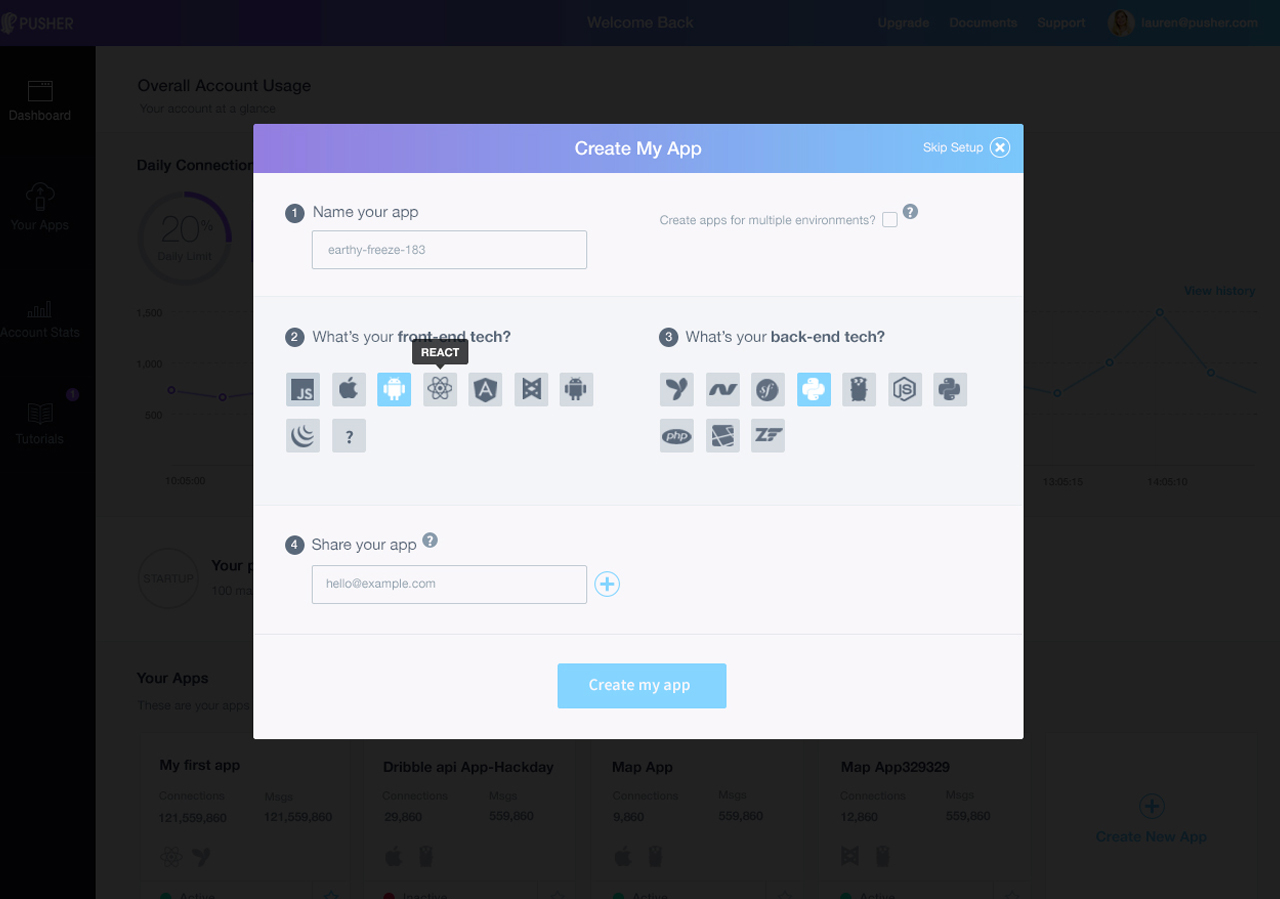 PUSHER
Welcome Back
Upgrade
Documents
Support
lauren@pusher.com
Dashboard
Your Apps
Account Stats
1
Tutorials
Overall Account Usage
Your account at a glance
Daily Connection
20%
Daily Limit
View history
1,500
1.000
500
10:05:00
13:05:15
14:05:10
STARTUP
Your p
100 ma
Create My App
Skip Setup
1 Name your app
earthy-freeze-183
Create apps for multiple environments? ?
2 What's your front-end tech?
REACT
JS
A
?
3 What's your back-end tech?
sf
JS
php
ZF
4 Share your app ?
hello@example.com
Create my app
Your Apps
These are your apps
My first app
Connections Msgs
121,559,860 121,559,860
Active
Dribble api App-Hackday
Connections Msgs
29,860 559,860
Inactive
Map App
Connections Msgs
9,860 559,860
Active
Map App329329
Connections Msgs
12,860 559,860
Active
Create New App